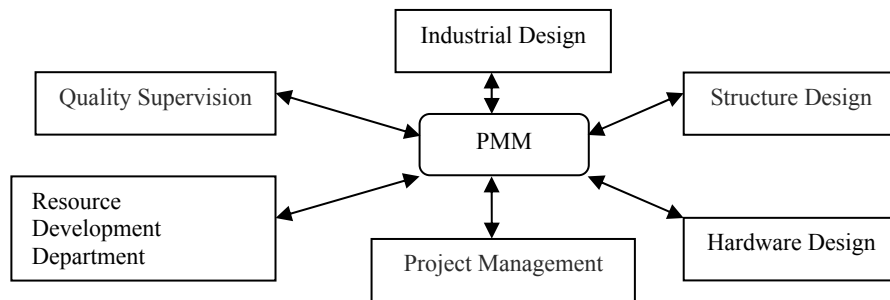 Industrial Design
Quality Supervision
Structure Design
PMM
Resource
Development
Department
Hardware Design
Project Management